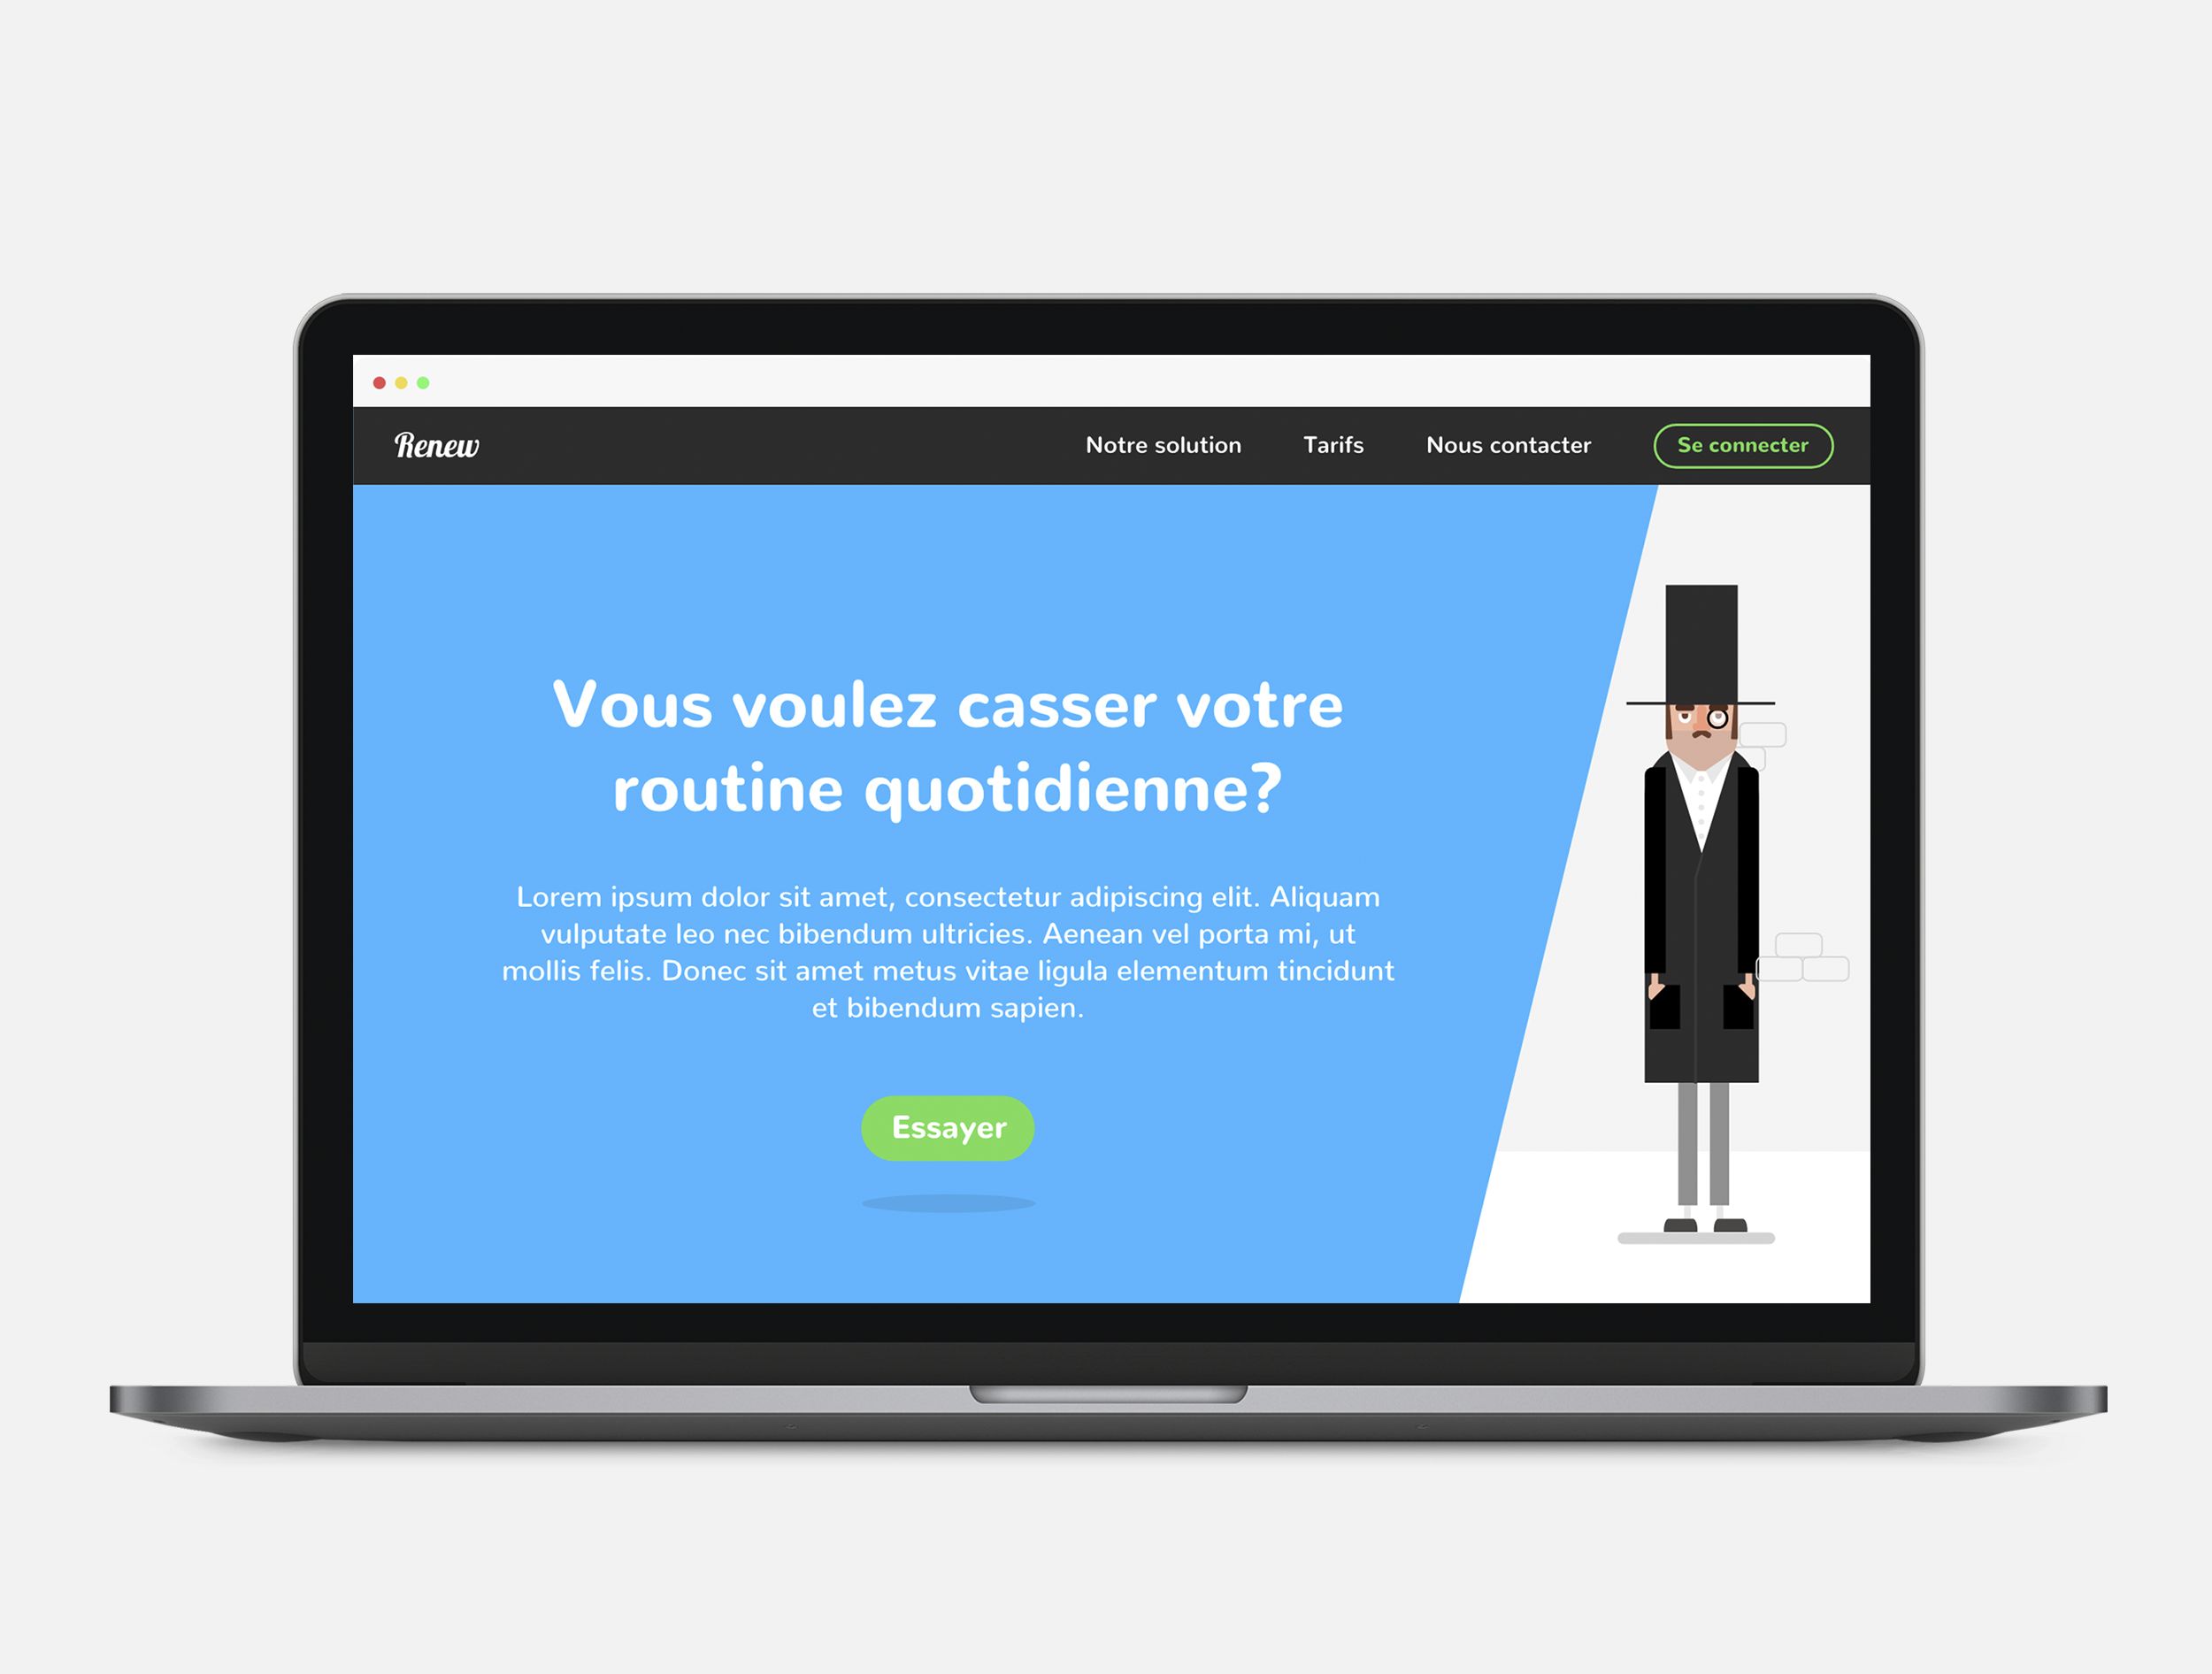 Renew
Notre solution
Tarifs
Nous contacter
Se connecter
Vous voulez casser votre
routine quotidienne?
Lorem ipsum dolor sit amet, consectetur adipiscing elit. Aliquam
vulputate leo nec bibendum ultricies. Aenean vel porta mi, ut
mollis felis. Donec sit amet metus vitae ligula elementum tincidunt
et bibendum sapien.
Essayer